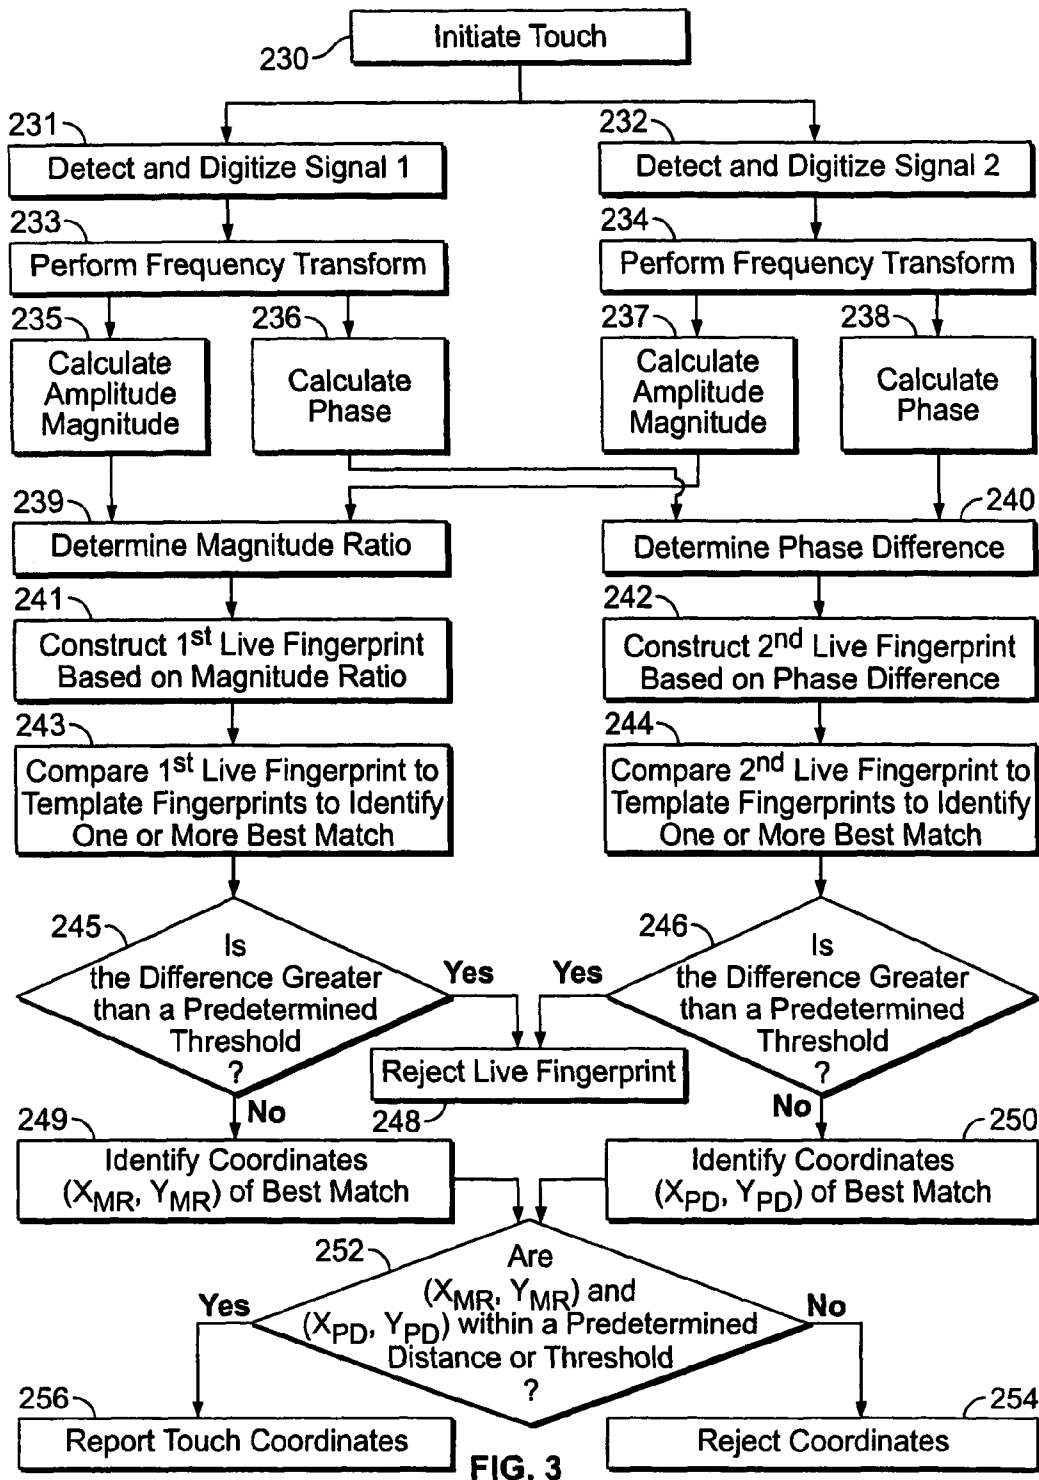 Initiate Touch
230
231
232
Detect and Digitize Signal 1
Detect and Digitize Signal 2
233
234
Perform Frequency Transform
Perform Frequency Transform
235
236
237
238
Calculate
Amplitude
Magnitude
Calculate
Phase
Calculate
Amplitude
Magnitude
Calculate
Phase
239
240
Determine Magnitude Ratio
Determine Phase Difference
241
242
Construct 1st Live Fingerprint
Based on Magnitude Ratio
Construct 2nd Live Fingerprint
Based on Phase Difference
243
244
Compare 1st Live Fingerprint to
Template Fingerprints to Identify
One or More Best Match
Compare 2nd Live Fingerprint to
Template Fingerprints to Identify
One or More Best Match
245
246
Is
the Difference Greater
than a Predetermined
Threshold
?
Yes
Yes
Is
the Difference Greater
than a Predetermined
Threshold
?
Reject Live Fingerprint
248
No
No
249
250
Identify Coordinates
(XMR, YMR) of Best Match
Identify Coordinates
(XPD, YPD) of Best Match
252
Are
(XMR, YMR) and
(XPD, YPD) within a Predetermined
Distance or Threshold
?
Yes
No
256
254
Report Touch Coordinates
Reject Coordinates
FIG. 3